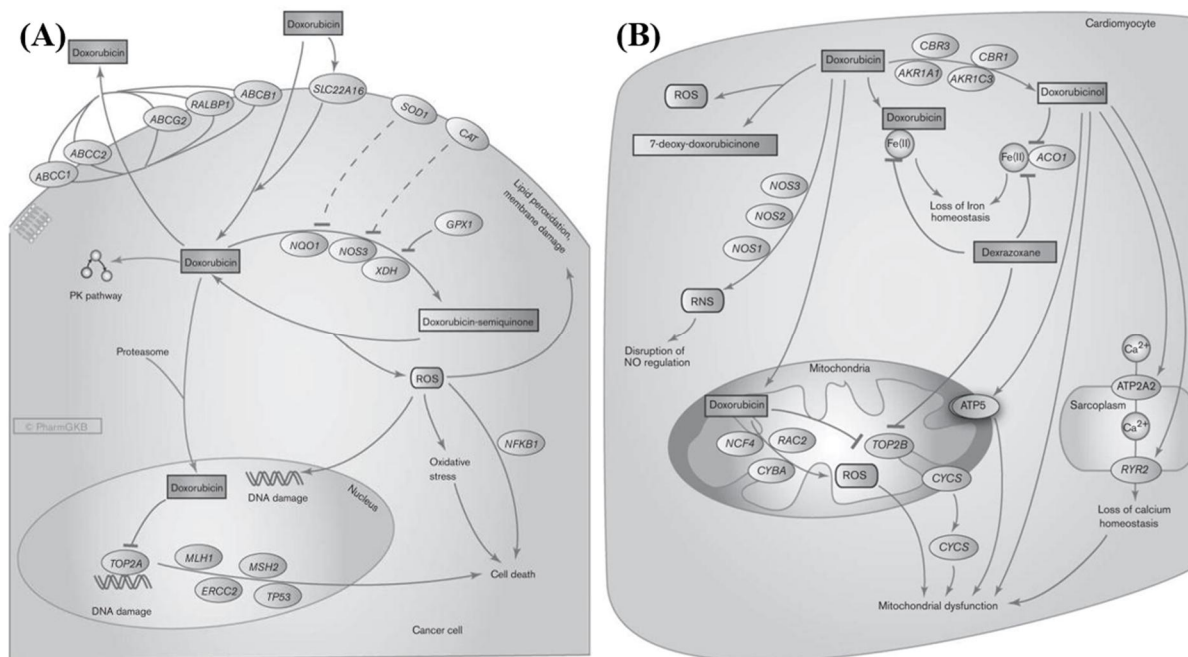 (A)
Doxorubicin
Doxorubicin
SLC22A16
ABCB1
RALBP1
ABCG2
ABCC2
ABCC1
SOD1
CAT
Lipid peroxidation,
membrane damage
GPX1
NQO1
NOS3
XDH
Doxorubicin
PK pathway
Doxorubicin-semiquinone
Proteasome
ROS
© PharmGKB
NFKB1
Oxidative
stress
Doxorubicin
DNA damage
Nucleus
TOP2A
MLH1
MSH2
ERCC2
TP53
DNA damage
Cell death
Cancer cell
(B)
Cardiomyocyte
Doxorubicin
CBR3
CBR1
AKR1A1
AKR1C3
ROS
Doxorubicinol
7-deoxy-doxorubicinone
Doxorubicin
Fe(II)
Fe(II)
ACO1
NOS3
NOS2
NOS1
Loss of Iron
homeostasis
Dexrazoxane
RNS
Disruption of
NO regulation
Mitochondria
Ca2+
ATP2A2
Doxorubicin
ATP5
Sarcoplasm
Ca2+
NCF4
RAC2
TOP2B
CYBA
ROS
CYCS
RYR2
Loss of calcium
homeostasis
CYCS
Mitochondrial dysfunction